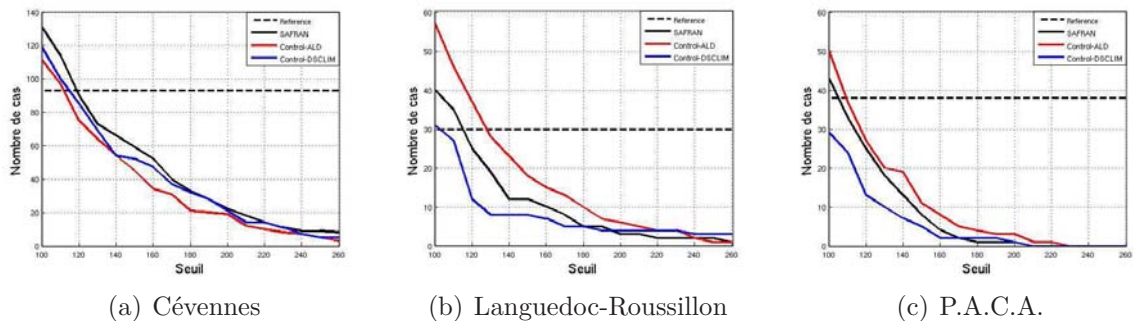 140
120
100
80
60
40
20
0
Nombre de cas
100 120 140 160 180 200 220 240 260
Seuil
Reference
SAFRAN
Control-ALD
Control-DSCLIM
(a) Cévennes
60
50
40
30
20
10
0
Nombre de cas
100 120 140 160 180 200 220 240 260
Seuil
Reference
SAFRAN
Control-ALD
Control-DSCLIM
(b) Languedoc-Roussillon
60
50
40
30
20
10
0
Nombre de cas
100 120 140 160 180 200 220 240 260
Seuil
Reference
SAFRAN
Control-ALD
Control-DSCLIM
(c) P.A.C.A.